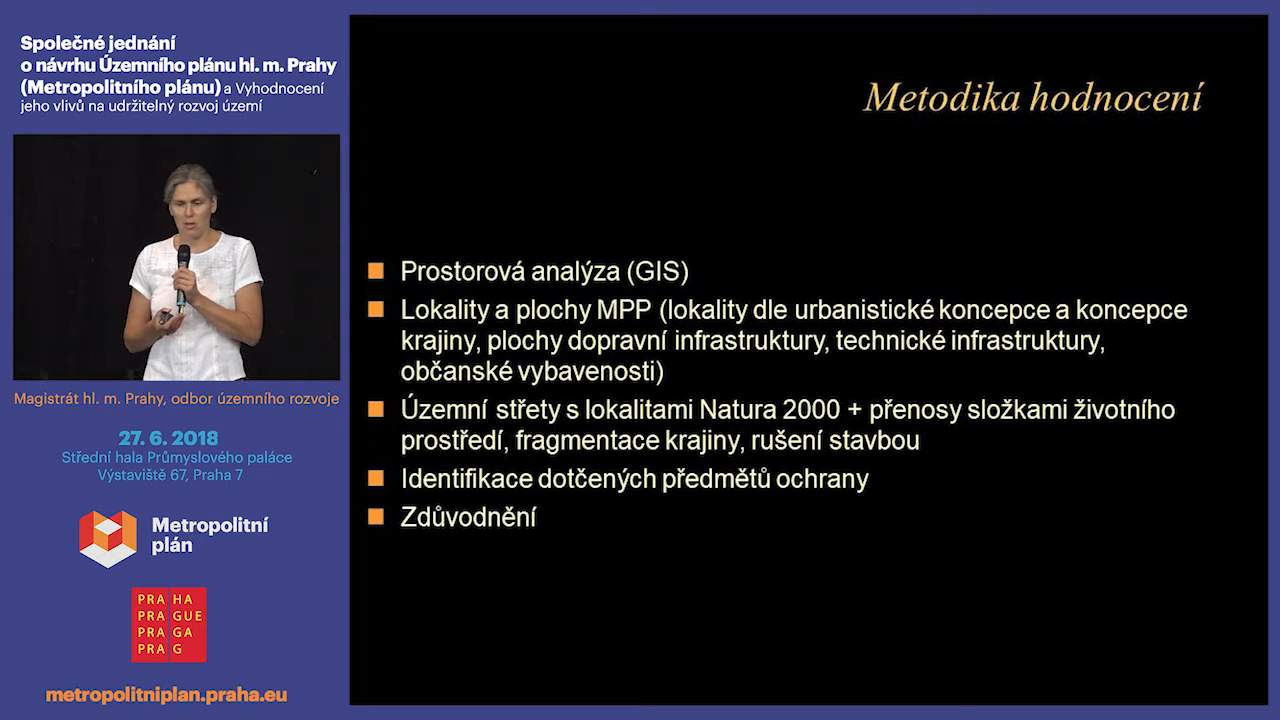 Společné jednání
o návrhu Územního plánu hl. m. Prahy
(Metropolitního plánu) a Vyhodnocení
jeho vlivů na udržitelný rozvoj území
Magistrát hl. m. Prahy, odbor územního rozvoje
27. 6. 2018
Střední hala Průmyslového paláce
Výstaviště 67, Praha 7
Metropolitní
plán
PRA HA
PRA GUE
PRA GA
PRA G
metropolitniplan.praha.eu
Metodika hodnocení
Prostorová analýza (GIS)
Lokality a plochy MPP (lokality dle urbanistické koncepce a koncepce
krajiny, plochy dopravní infrastruktury, technické infrastruktury,
občanské vybavenosti)
Územní střety s lokalitami Natura 2000 + přenosy složkami životního
prostředí, fragmentace krajiny, rušení stavbou
Identifikace dotčených předmětů ochrany
Zdůvodnění